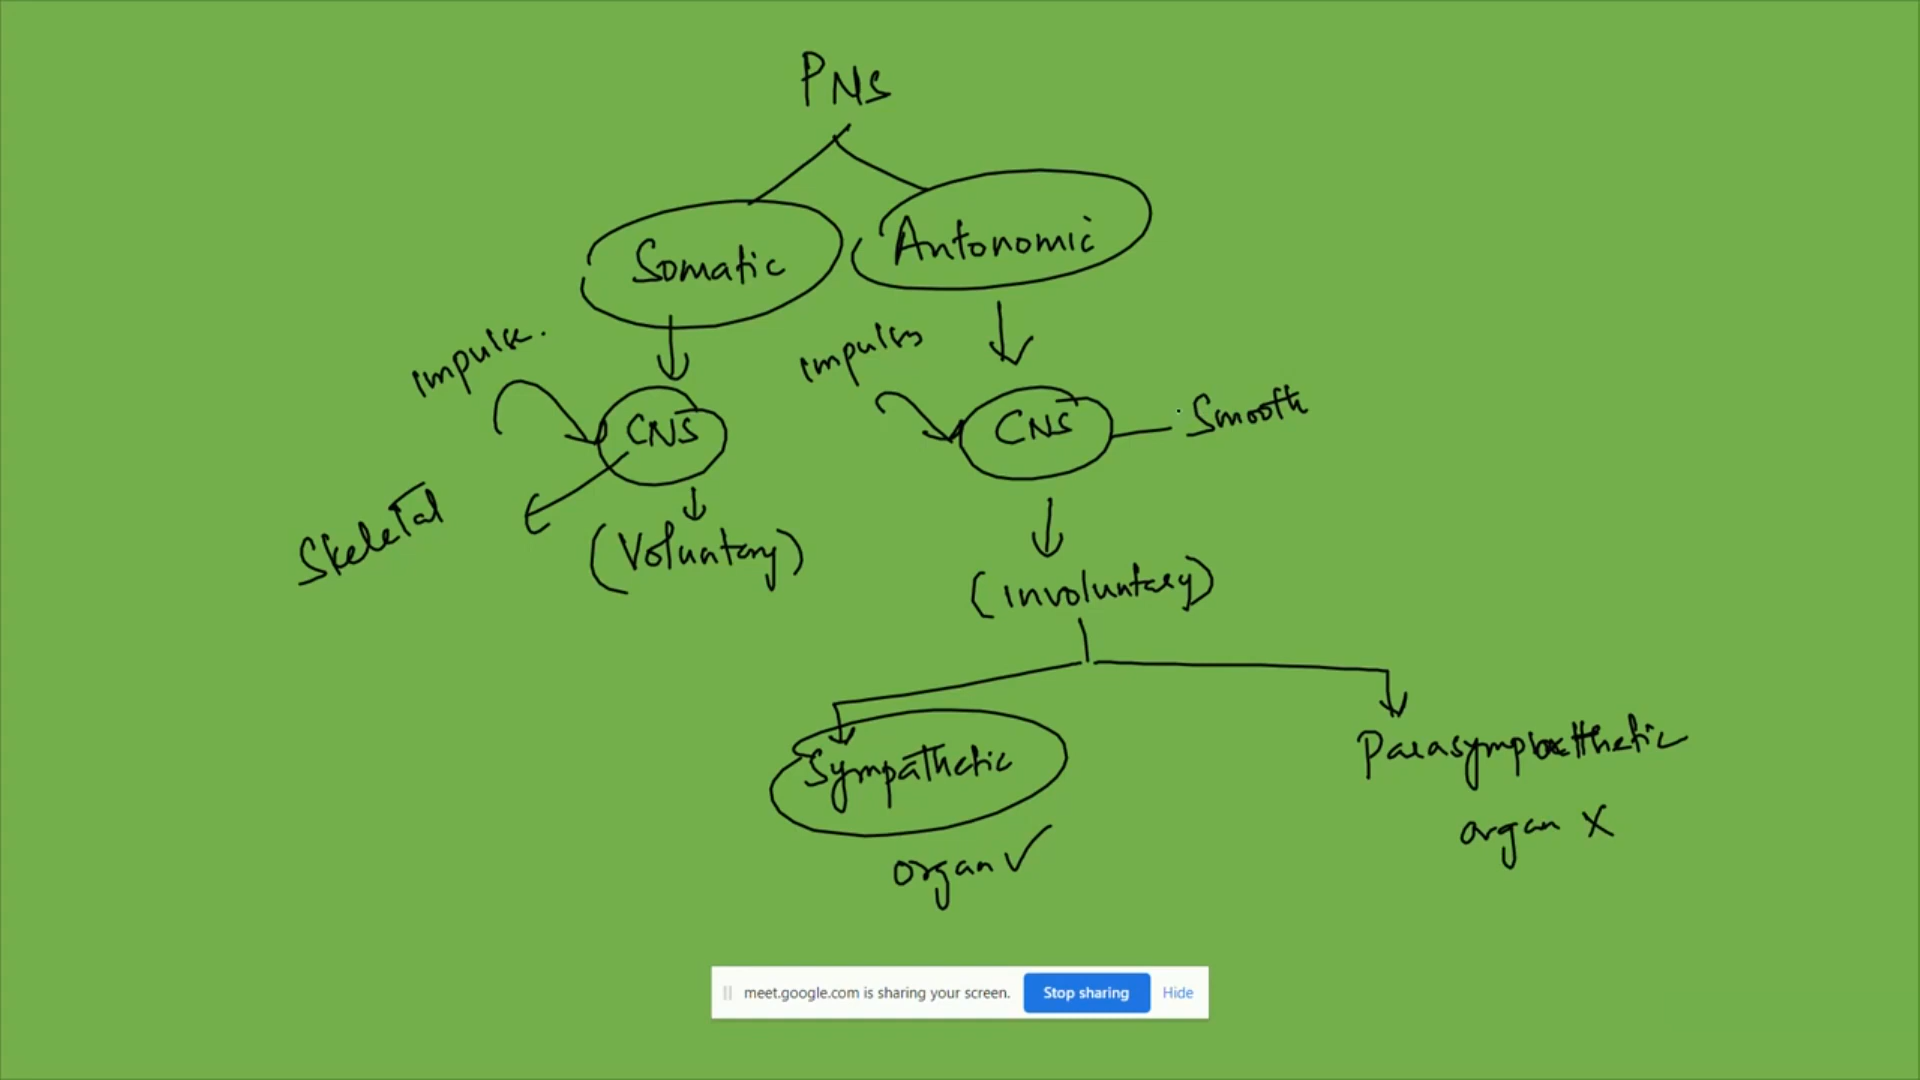 PNS
Somatic
Autonomic
impulse.
impulses
CNS
CNS
Smooth
Skeletal
(Voluntary)
(involuntary)
Sympathetic
Parasympathetic
organ ✓
organ X
meet.google.com is sharing your screen. Stop sharing Hide